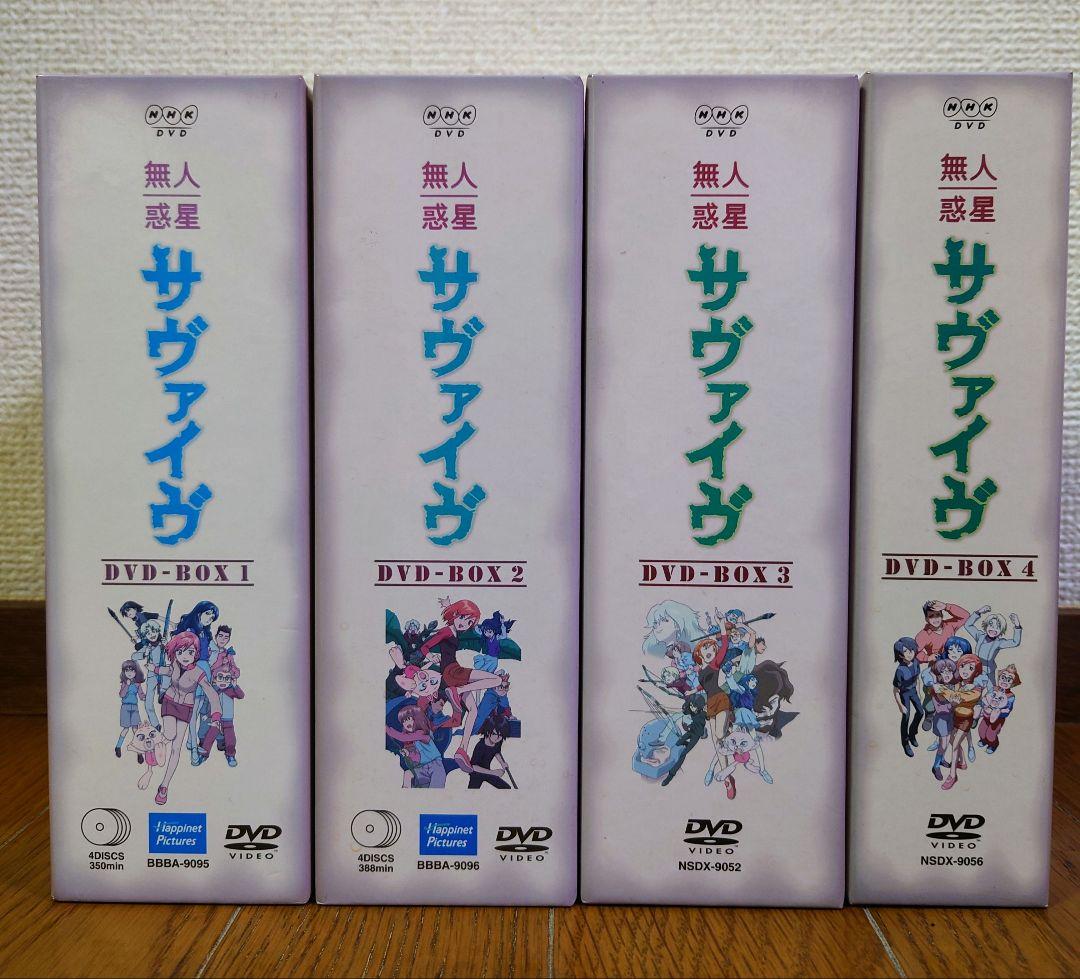 NHK
DVD
無人
惑星
サヴァイヴ
DVD-BOX 1
4DISCS
350min
Happinet
Pictures
BBBA-9095
DVD
VIDEO
NHK
DVD
無人
惑星
サヴァイヴ
DVD-BOX 2
4DISCS
388min
Happinet
Pictures
BBBA-9096
DVD
VIDEO
NHK
DVD
無人
惑星
サヴァイヴ
DVD-BOX 3
DVD
VIDEO
NSDX-9052
NHK
DVD
無人
惑星
サヴァイヴ
DVD-BOX 4
DVD
VIDEO
NSDX-9056